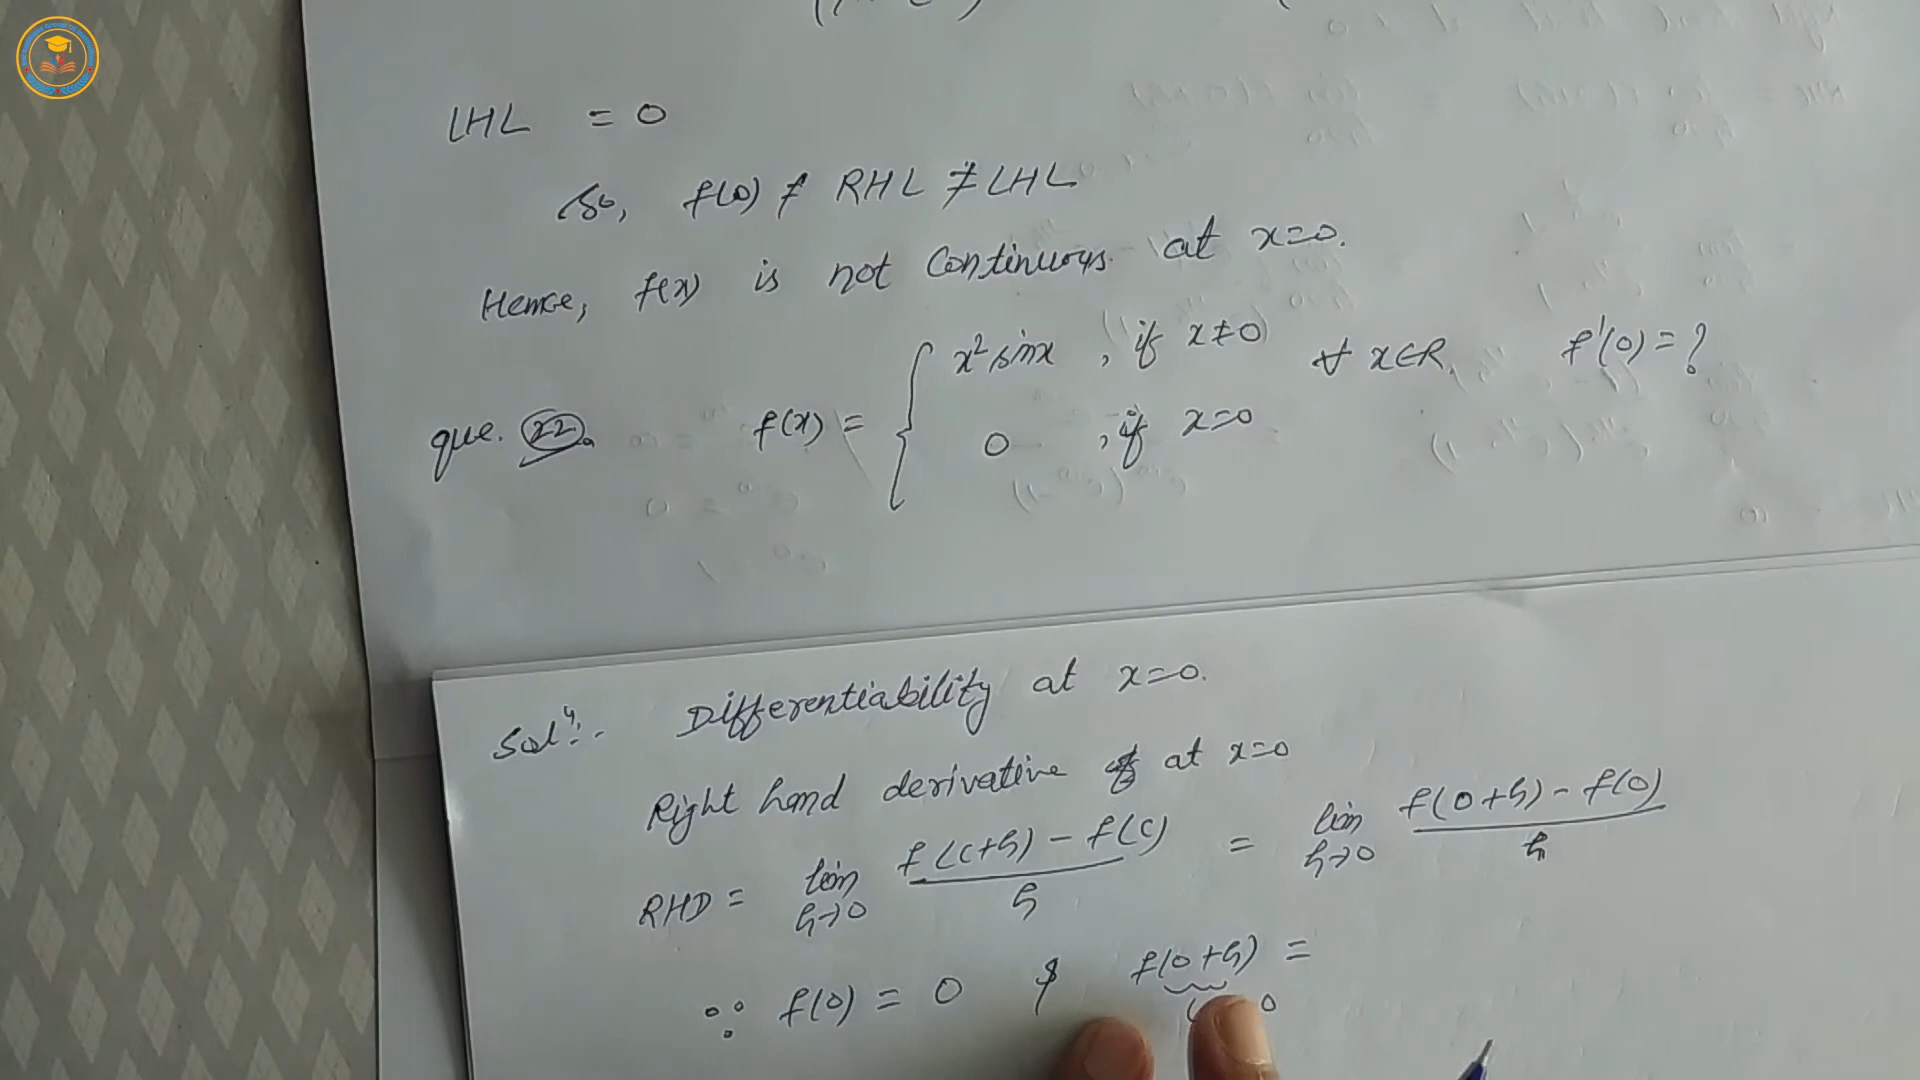 LHL = 0
So, f(0) ≠ RHL ≠ LHL
Hence, f(x) is not continuous at x=0.
que. 22. f(x) = { x² sinx , if x≠0 ∀ x∈R, f'(0)=?
0 , if x=0
Solⁿ:- Differentiability at x=0.
Right hand derivative at x=0
RHD = lim h→0 f(c+h) - f(c) / h = lim h→0 f(0+h) - f(0) / h
∵ f(0) = 0 & f(0+h) =